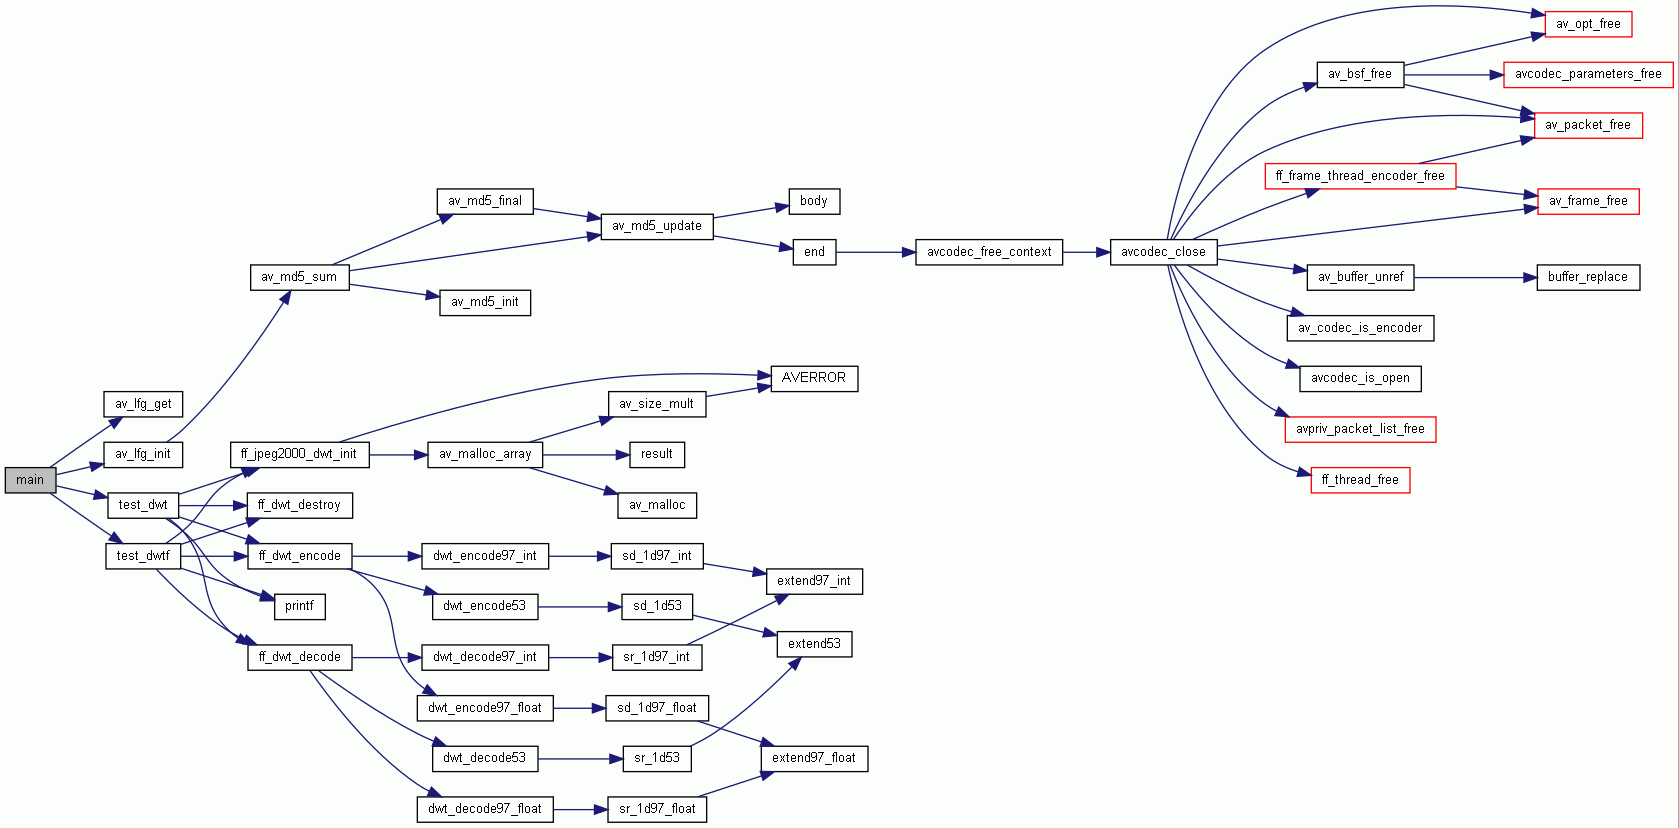 main
av_lfg_get
av_lfg_init
test_dwt
test_dwtf
av_md5_sum
ff_jpeg2000_dwt_init
ff_dwt_destroy
ff_dwt_encode
printf
ff_dwt_decode
av_md5_final
av_md5_init
av_malloc_array
dwt_encode97_int
dwt_encode53
dwt_decode97_int
dwt_encode97_float
dwt_decode53
dwt_decode97_float
av_md5_update
av_size_mult
result
av_malloc
sd_1d97_int
sd_1d53
sr_1d97_int
sd_1d97_float
sr_1d53
sr_1d97_float
body
end
AVERROR
extend97_int
extend53
extend97_float
avcodec_free_context
avcodec_close
av_bsf_free
ff_frame_thread_encoder_free
av_buffer_unref
av_codec_is_encoder
avcodec_is_open
avpriv_packet_list_free
ff_thread_free
av_opt_free
avcodec_parameters_free
av_packet_free
av_frame_free
buffer_replace